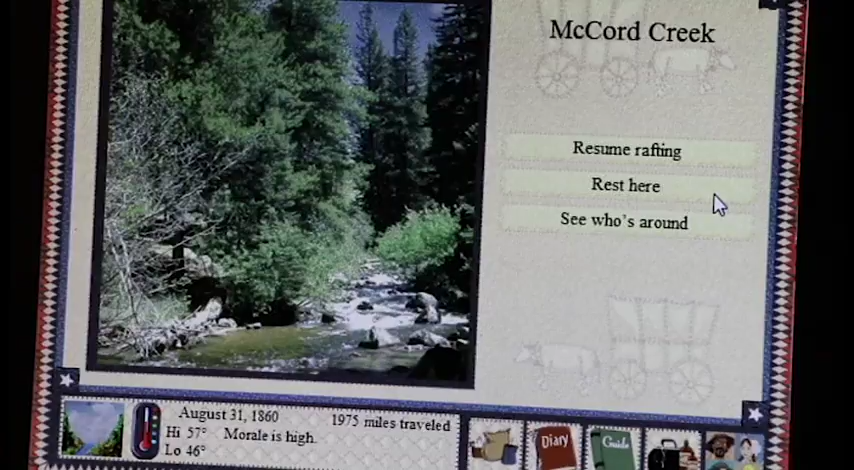 McCord Creek
Resume rafting
Rest here
See who's around
August 31, 1860
1975 miles traveled
Hi 57° Morale is high.
Lo 46°
Diary
Guide